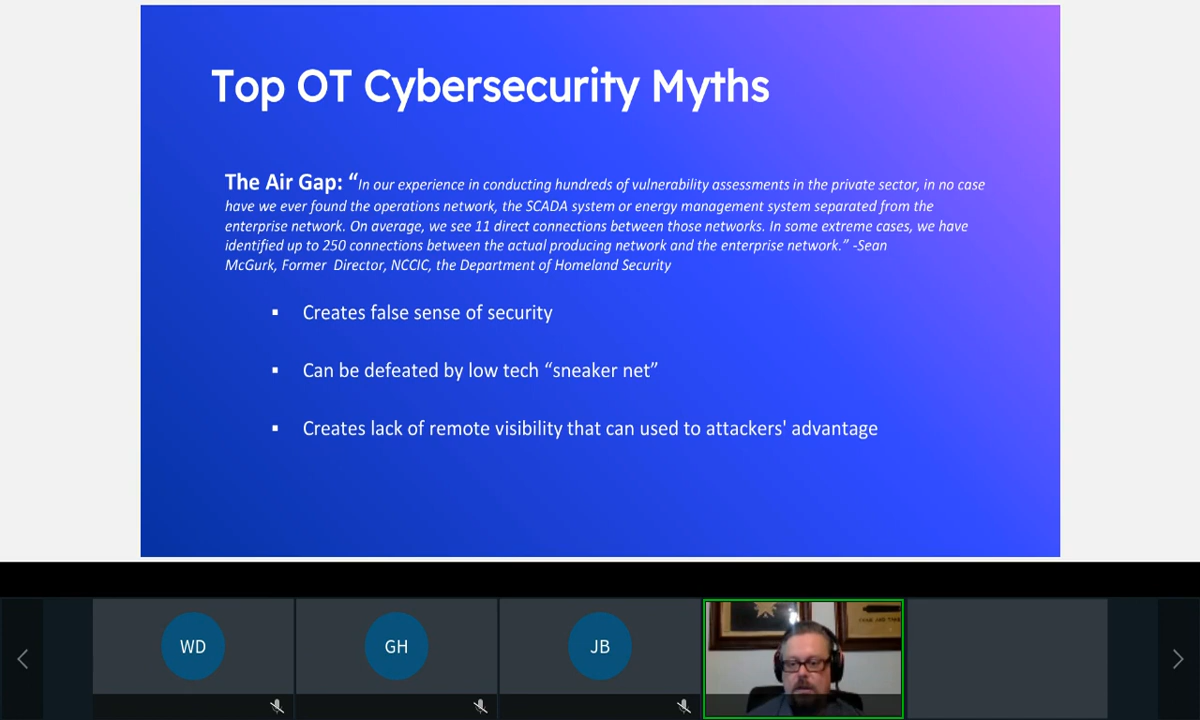 Top OT Cybersecurity Myths
The Air Gap: “In our experience in conducting hundreds of vulnerability assessments in the private sector, in no case
have we ever found the operations network, the SCADA system or energy management system separated from the
enterprise network. On average, we see 11 direct connections between those networks. In some extreme cases, we have
identified up to 250 connections between the actual producing network and the enterprise network.” -Sean
McGurk, Former  Director, NCCIC, the Department of Homeland Security
▪ Creates false sense of security
▪ Can be defeated by low tech “sneaker net”
▪ Creates lack of remote visibility that can used to attackers' advantage
WD
GH
JB